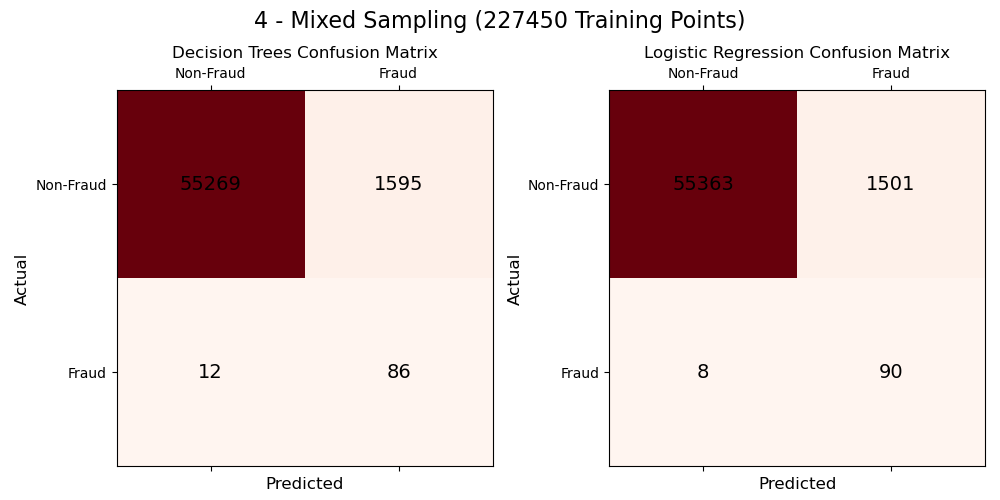 4 - Mixed Sampling (227450 Training Points)
Decision Trees Confusion Matrix
Non-Fraud Fraud
Non-Fraud 55269 1595
Actual
Fraud 12 86
Predicted
Logistic Regression Confusion Matrix
Non-Fraud Fraud
Non-Fraud 55363 1501
Actual
Fraud 8 90
Predicted